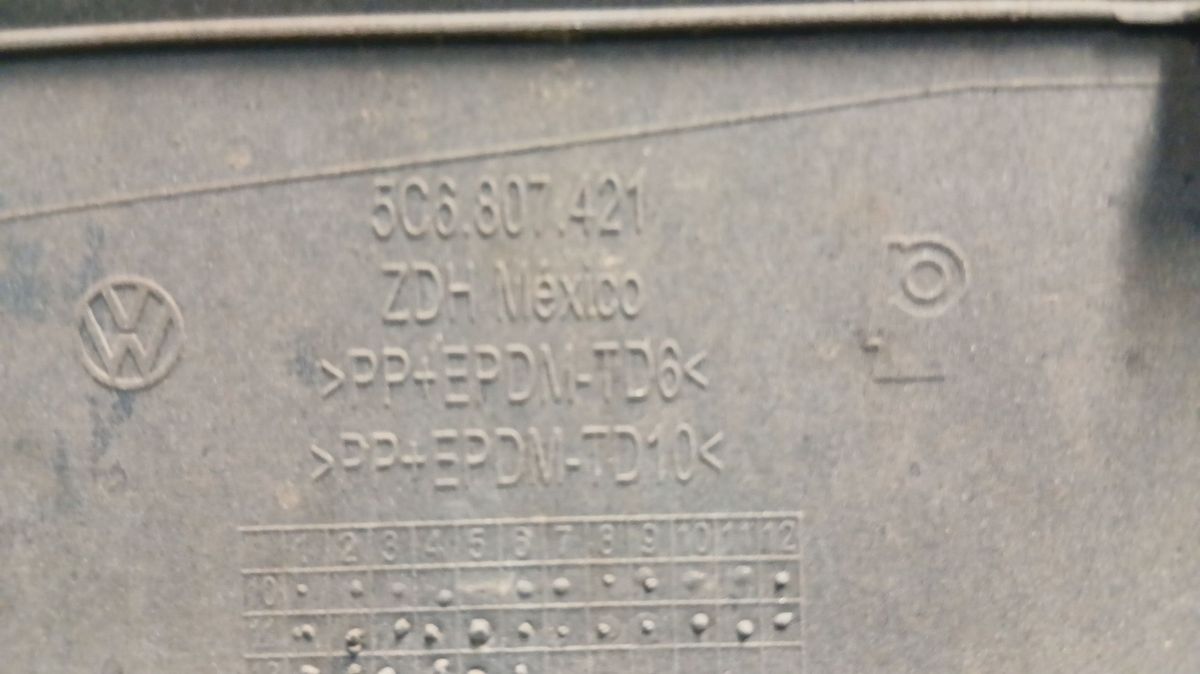 5C6.807.421
ZDH México
>PP+EPDM-TD6<
>PP+EPDM-TD10<
VW
1 2 3 4 5 6 7 8 9 10 11 12